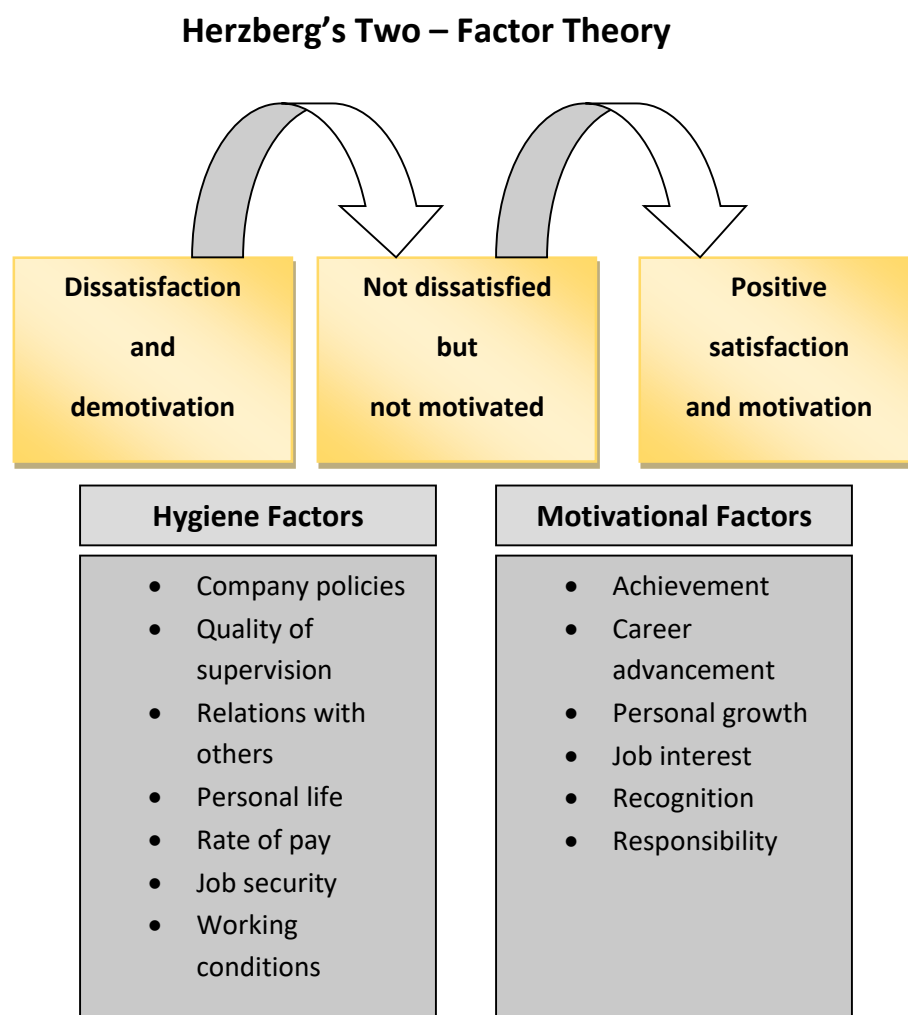 Herzberg's Two – Factor Theory
Dissatisfaction
and
demotivation
Not dissatisfied
but
not motivated
Positive
satisfaction
and motivation
Hygiene Factors
• Company policies
• Quality of
supervision
• Relations with
others
• Personal life
• Rate of pay
• Job security
• Working
conditions
Motivational Factors
• Achievement
• Career
advancement
• Personal growth
• Job interest
• Recognition
• Responsibility